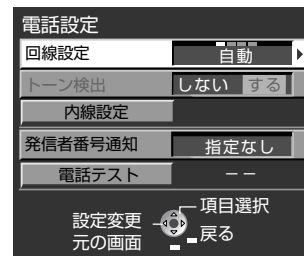 電話設定
回線設定 自動
トーン検出 しない する
内線設定
発信者番号通知 指定なし
電話テスト －－
項目選択
設定変更
元の画面 戻る